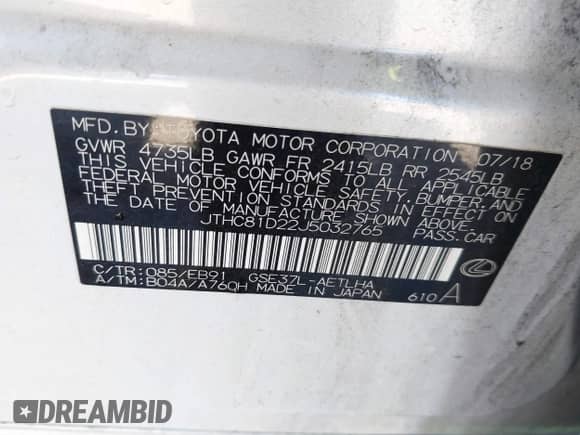 MFD. BY TOYOTA MOTOR CORPORATION 07/18
GVWR 4735LB GAWR FR 2415LB RR 2545LB
THIS VEHICLE CONFORMS TO ALL APPLICABLE
FEDERAL MOTOR VEHICLE SAFETY, BUMPER, AND
THEFT PREVENTION STANDARDS IN EFFECT ON
THE DATE OF MANUFACTURE SHOWN ABOVE.
JTHC81D22J5032765 PASS.CAR
C/TR: 085/EB91 GSE37L-AETLHA
A/TM: B04A/A760H MADE IN JAPAN 610A
DREAMBID